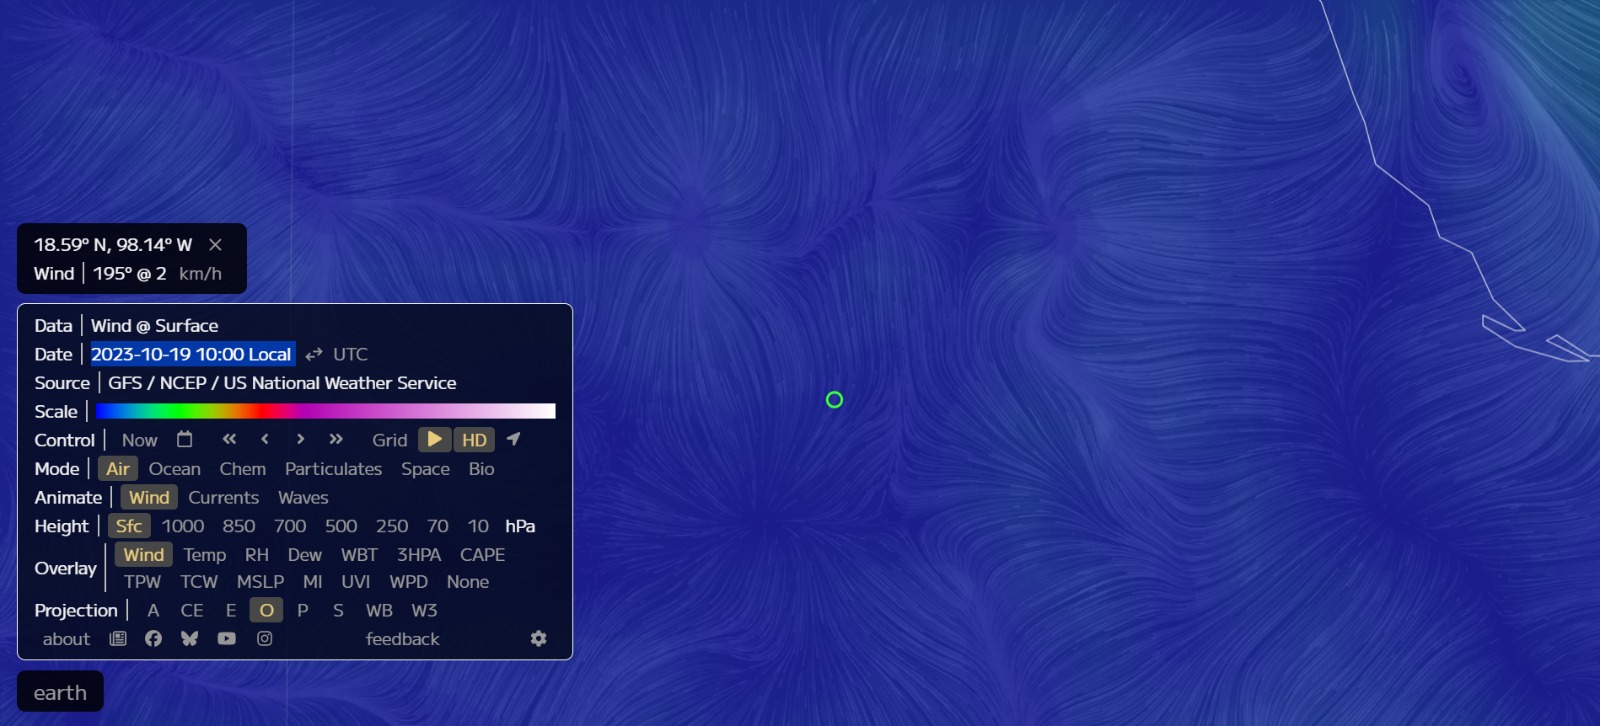 18.59° N, 98.14° W ×
Wind | 195° @ 2 km/h
Data | Wind @ Surface
Date | 2023-10-19 10:00 Local ⇄ UTC
Source | GFS / NCEP / US National Weather Service
Scale |
Control | Now « ‹ › » Grid ▶ HD
Mode | Air Ocean Chem Particulates Space Bio
Animate | Wind Currents Waves
Height | Sfc 1000 850 700 500 250 70 10 hPa
Overlay | Wind Temp RH Dew WBT 3HPA CAPE
TPW TCW MSLP MI UVI WPD None
Projection | A CE E O P S WB W3
about feedback
earth